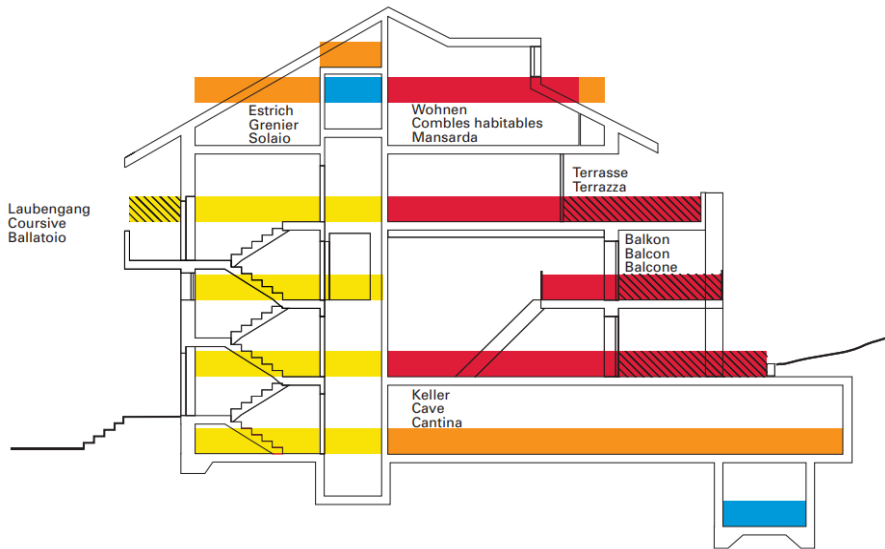 Estrich
Grenier
Solaio
Wohnen
Combles habitables
Mansarda
Terrasse
Terrazza
Laubengang
Coursive
Ballatoio
Balkon
Balcon
Balcone
Keller
Cave
Cantina